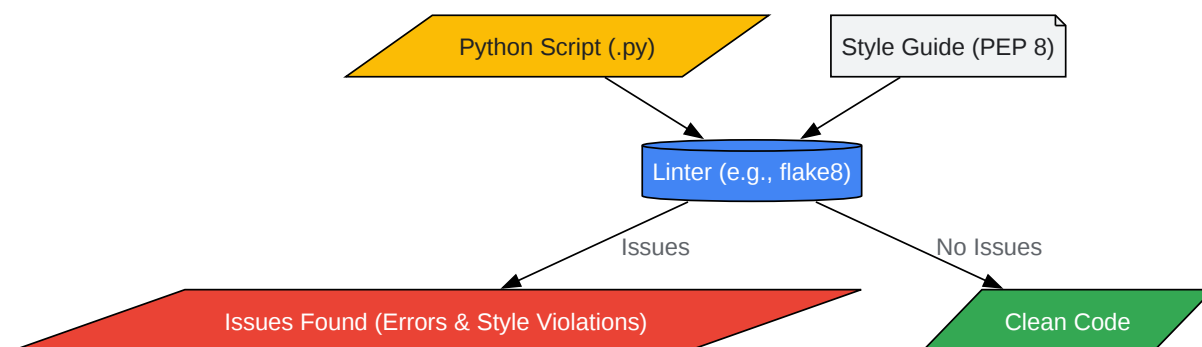 Python Script (.py)
Style Guide (PEP 8)
Linter (e.g., flake8)
Issues
No Issues
Issues Found (Errors & Style Violations)
Clean Code